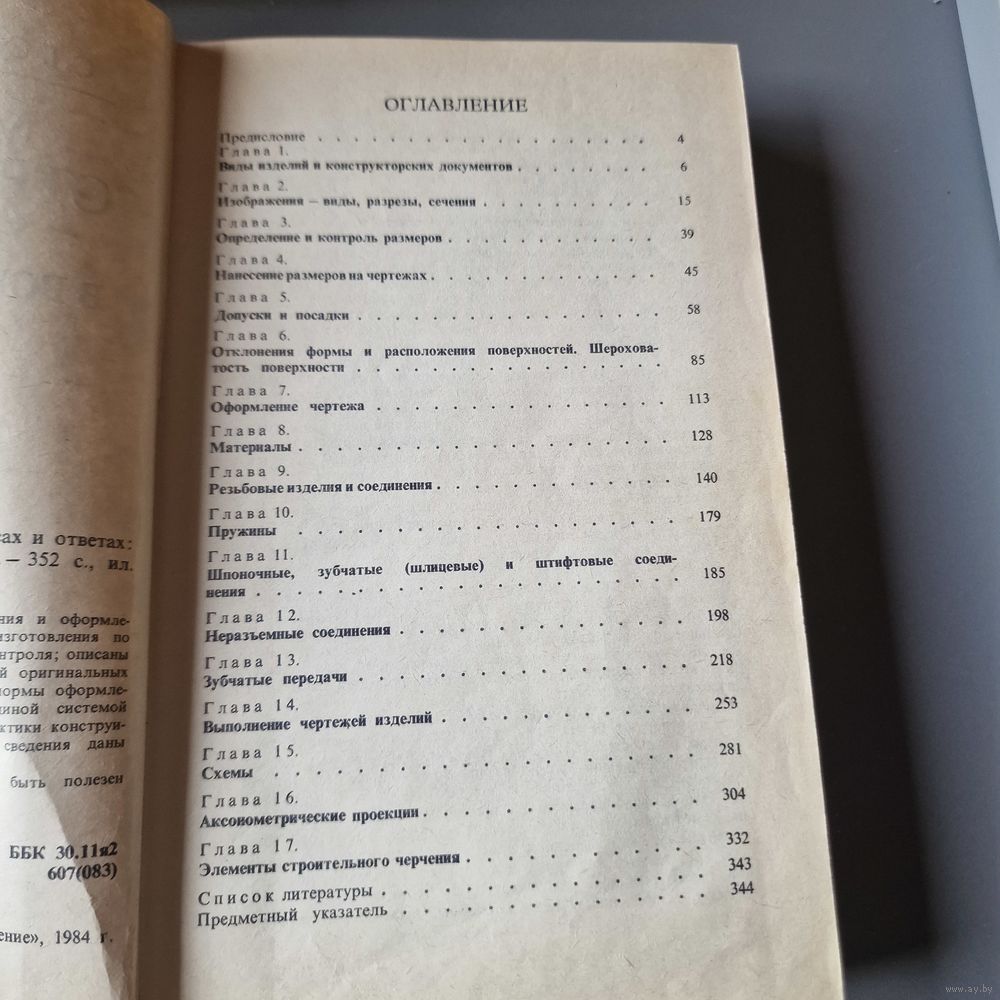 сах и ответах:
– 352 с., ил.
ния и оформле-
изготовления по
нтроля; описаны
й оригинальных
нормы оформле-
иной системой
ктики конструи-
сведения даны
быть полезен
ББК 30.11я2
607(083)
ение», 1984 г.
ОГЛАВЛЕНИЕ
Предисловие . . . . . . . . . . . . . . 4
Глава 1.
Виды изделий и конструкторских документов . . . . . . 6
Глава 2.
Изображения – виды, разрезы, сечения . . . . . . . 15
Глава 3.
Определение и контроль размеров . . . . . . . . . 39
Глава 4.
Нанесение размеров на чертежах . . . . . . . . . 45
Глава 5.
Допуски и посадки . . . . . . . . . . . . . 58
Глава 6.
Отклонения формы и расположения поверхностей. Шерохова-
тость поверхности . . . . . . . . . . . . . 85
Глава 7.
Оформление чертежа . . . . . . . . . . . . 113
Глава 8.
Материалы . . . . . . . . . . . . . . . 128
Глава 9.
Резьбовые изделия и соединения . . . . . . . . . 140
Глава 10.
Пружины . . . . . . . . . . . . . . . 179
Глава 11.
Шпоночные, зубчатые (шлицевые) и штифтовые соеди-
нения . . . . . . . . . . . . . . . . 185
Глава 12.
Неразъемные соединения . . . . . . . . . . . 198
Глава 13.
Зубчатые передачи . . . . . . . . . . . . . 218
Глава 14.
Выполнение чертежей изделий . . . . . . . . . . 253
Глава 15.
Схемы . . . . . . . . . . . . . . . . 281
Глава 16.
Аксонометрические проекции . . . . . . . . . . 304
Глава 17.
Элементы строительного черчения . . . . . . . . . 332
Список литературы . . . . . . . . . . . . . 343
Предметный указатель . . . . . . . . . . . . 344
www.ay.by